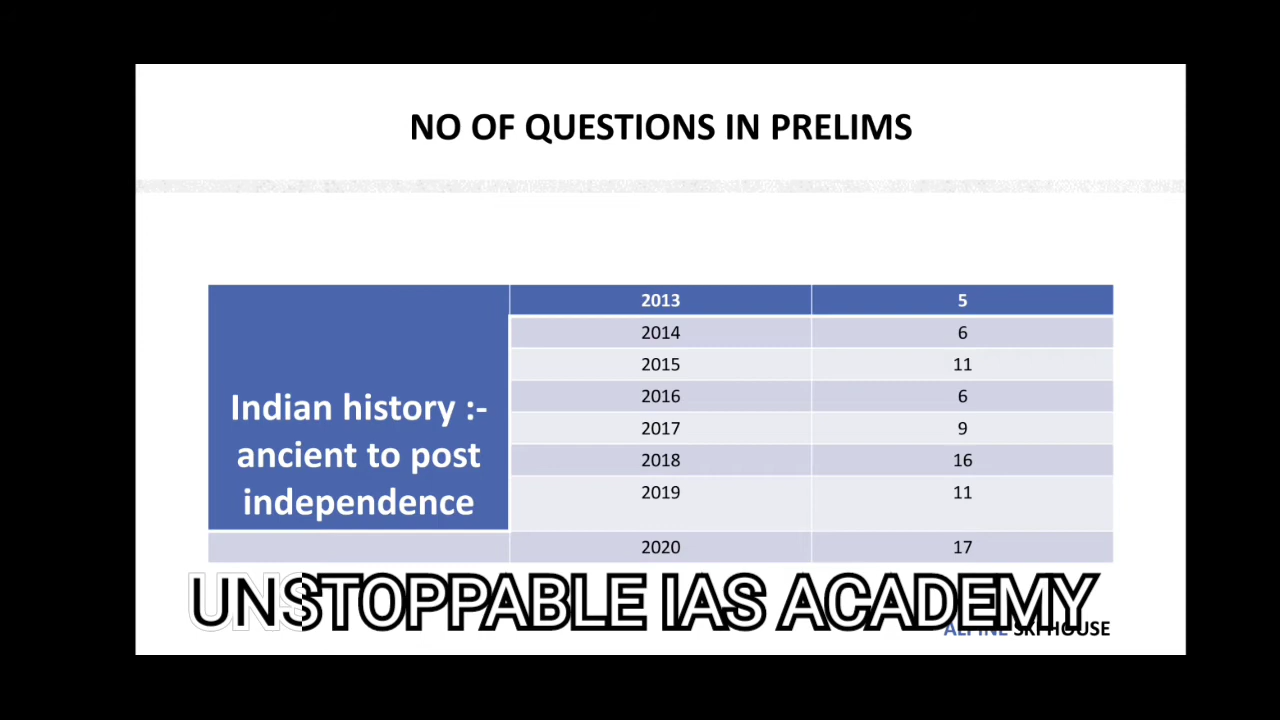 NO OF QUESTIONS IN PRELIMS
Indian history :-
ancient to post
independence
2013 5
2014 6
2015 11
2016 6
2017 9
2018 16
2019 11
2020 17
UNSTOPPABLE IAS ACADEMY
ALPINE SKI HOUSE